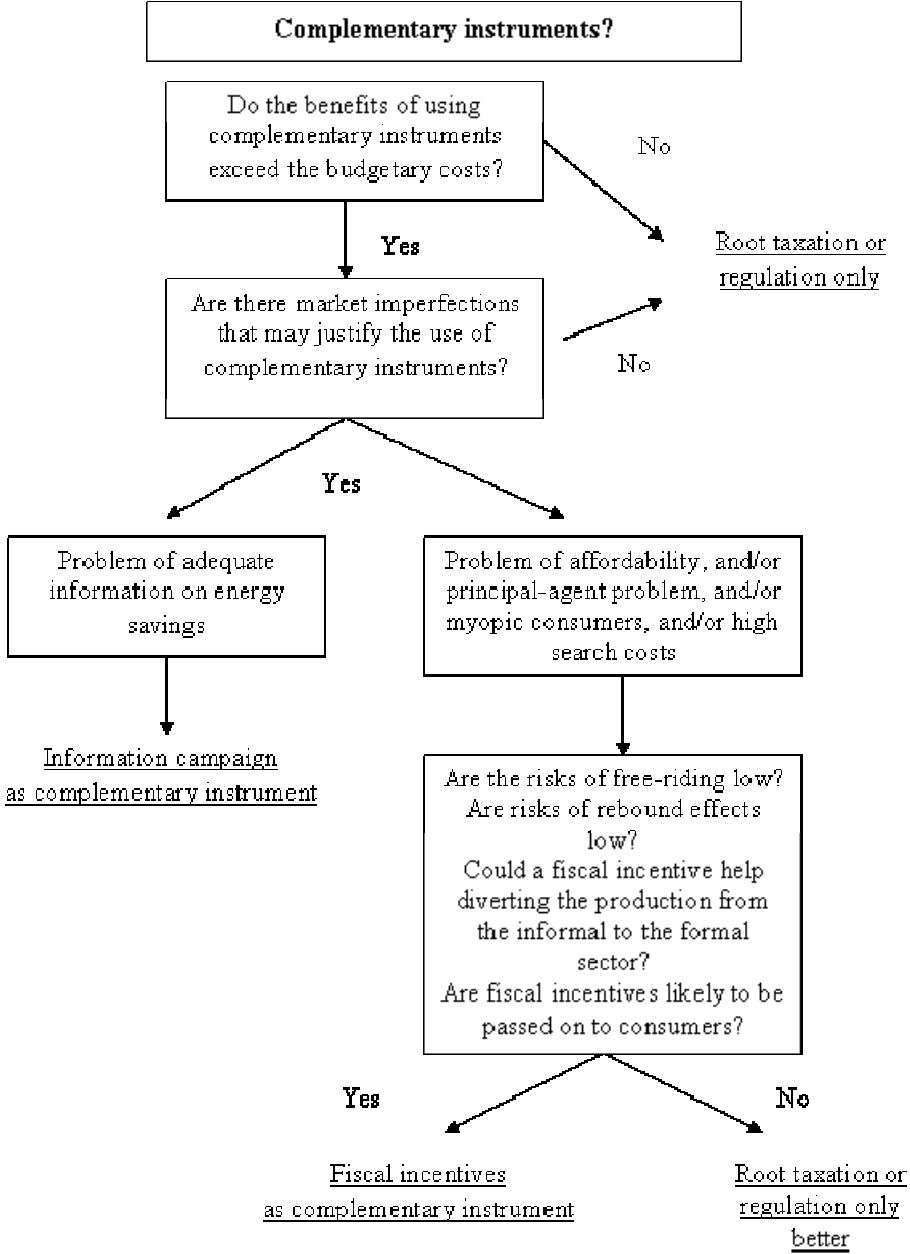 Complementary instruments?
Do the benefits of using
complementary instruments
exceed the budgetary costs?
No
Yes
Root taxation or
regulation only
Are there market imperfections
that may justify the use of
complementary instruments?
No
Yes
Problem of adequate
information on energy
savings
Problem of affordability, and/or
principal-agent problem, and/or
myopic consumers, and/or high
search costs
Information campaign
as complementary instrument
Are the risks of free-riding low?
Are risks of rebound effects
low?
Could a fiscal incentive help
diverting the production from
the informal to the formal
sector?
Are fiscal incentives likely to be
passed on to consumers?
Yes
No
Fiscal incentives
as complementary instrument
Root taxation or
regulation only
better